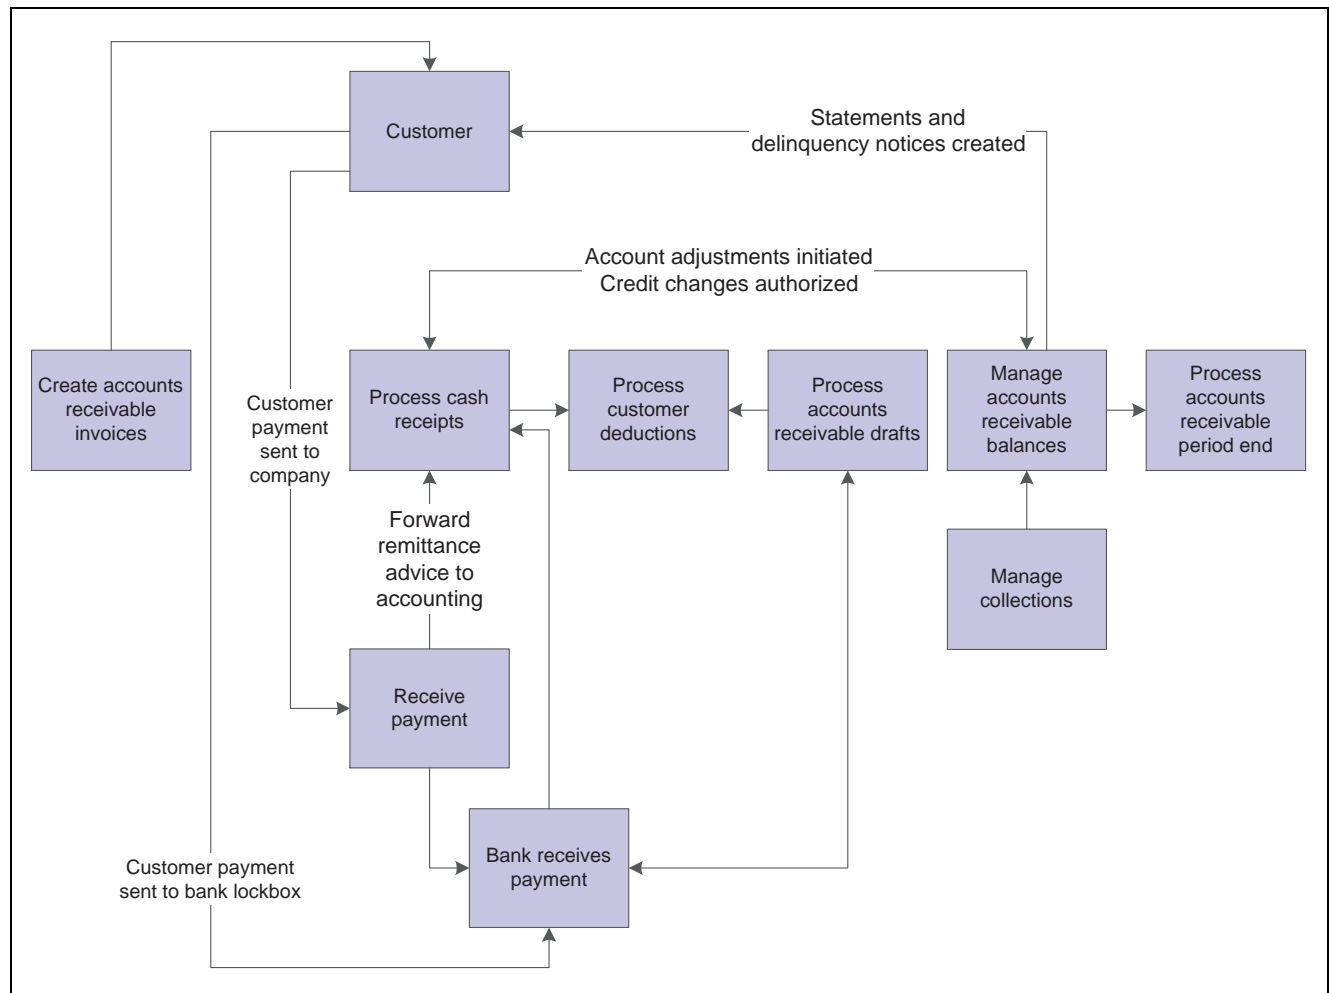 Customer
Statements and
delinquency notices created
Account adjustments initiated
Credit changes authorized
Create accounts
receivable
invoices
Customer
payment
sent to
company
Process cash
receipts
Process
customer
deductions
Process
accounts
receivable drafts
Manage
accounts
receivable
balances
Process
accounts
receivable
period end
Forward
remittance
advice to
accounting
Manage
collections
Receive
payment
Bank receives
payment
Customer payment
sent to bank lockbox